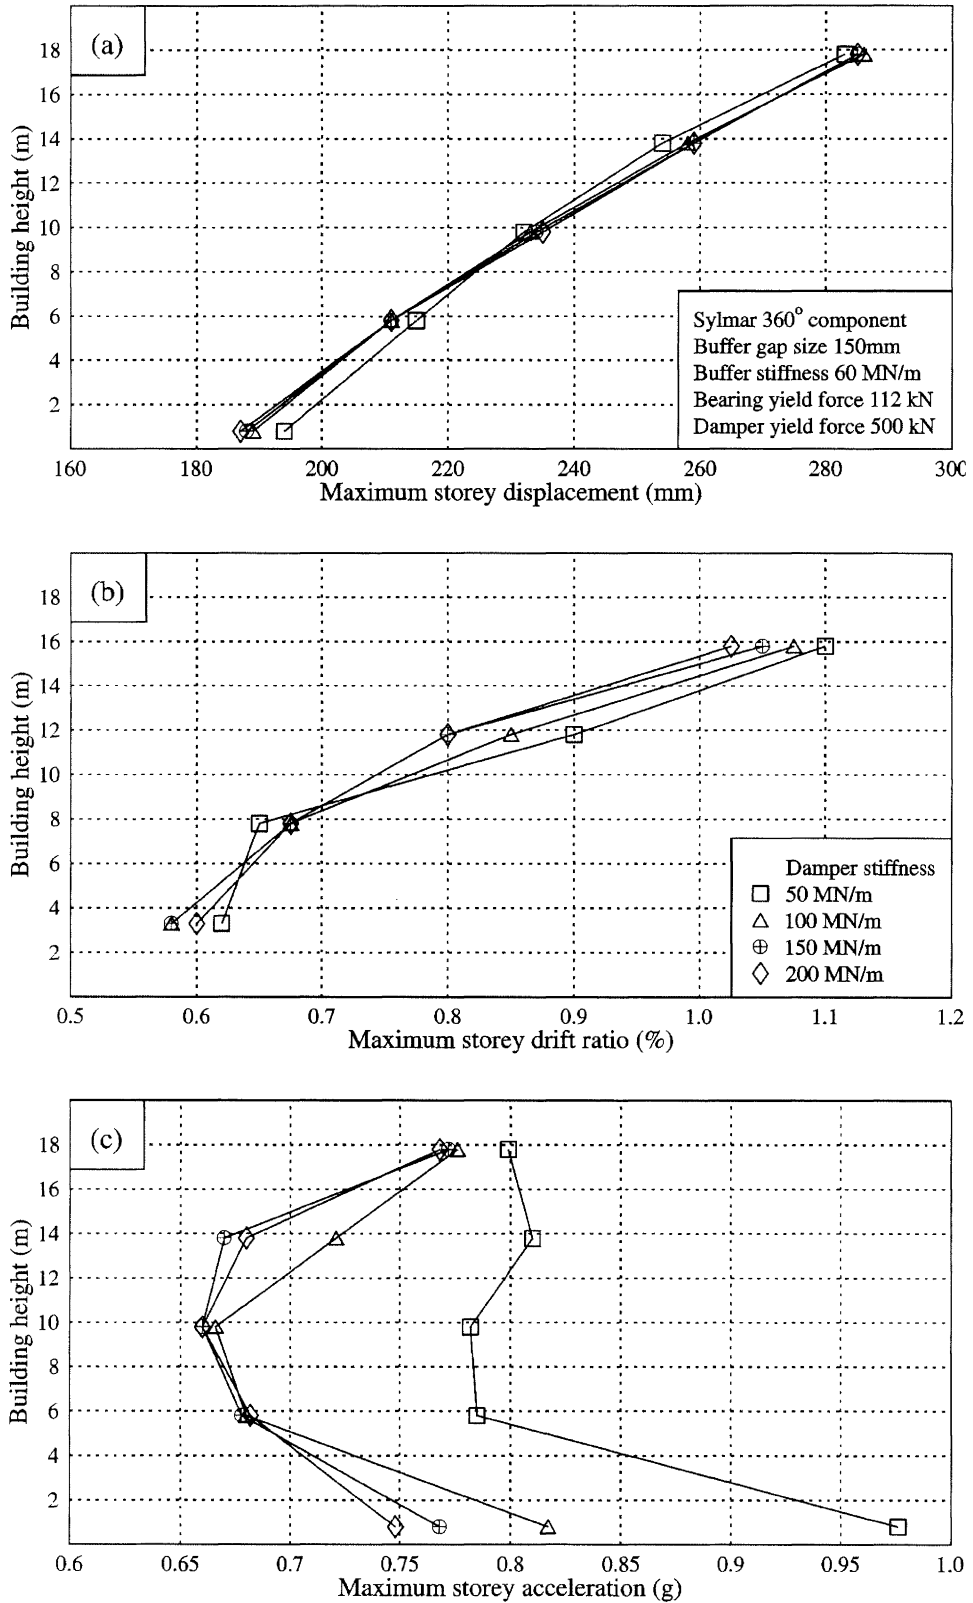 (a)
18
16
14
12
10
8
6
4
2
Building height (m)
Sylmar 360° component
Buffer gap size 150mm
Buffer stiffness 60 MN/m
Bearing yield force 112 kN
Damper yield force 500 kN
160 180 200 220 240 260 280 300
Maximum storey displacement (mm)
(b)
18
16
14
12
10
8
6
4
2
Building height (m)
Damper stiffness
50 MN/m
100 MN/m
150 MN/m
200 MN/m
0.5 0.6 0.7 0.8 0.9 1.0 1.1 1.2
Maximum storey drift ratio (%)
(c)
18
16
14
12
10
8
6
4
2
Building height (m)
0.6 0.65 0.7 0.75 0.8 0.85 0.9 0.95 1.0
Maximum storey acceleration (g)